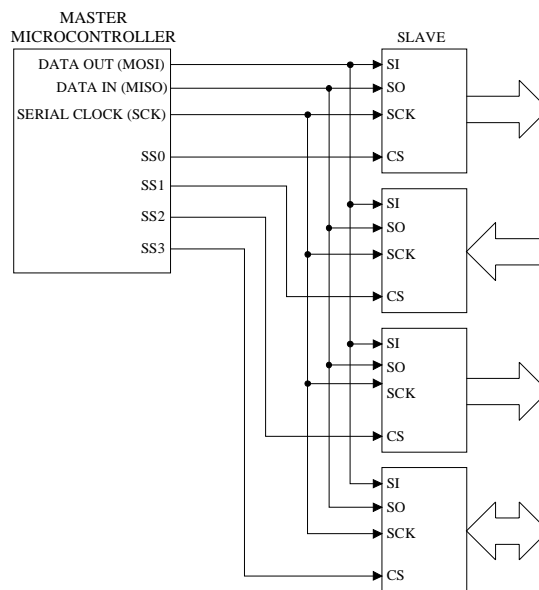 MASTER
MICROCONTROLLER
DATA OUT (MOSI)
DATA IN (MISO)
SERIAL CLOCK (SCK)
SS0
SS1
SS2
SS3
SLAVE
SI
SO
SCK
CS
SI
SO
SCK
CS
SI
SO
SCK
CS
SI
SO
SCK
CS